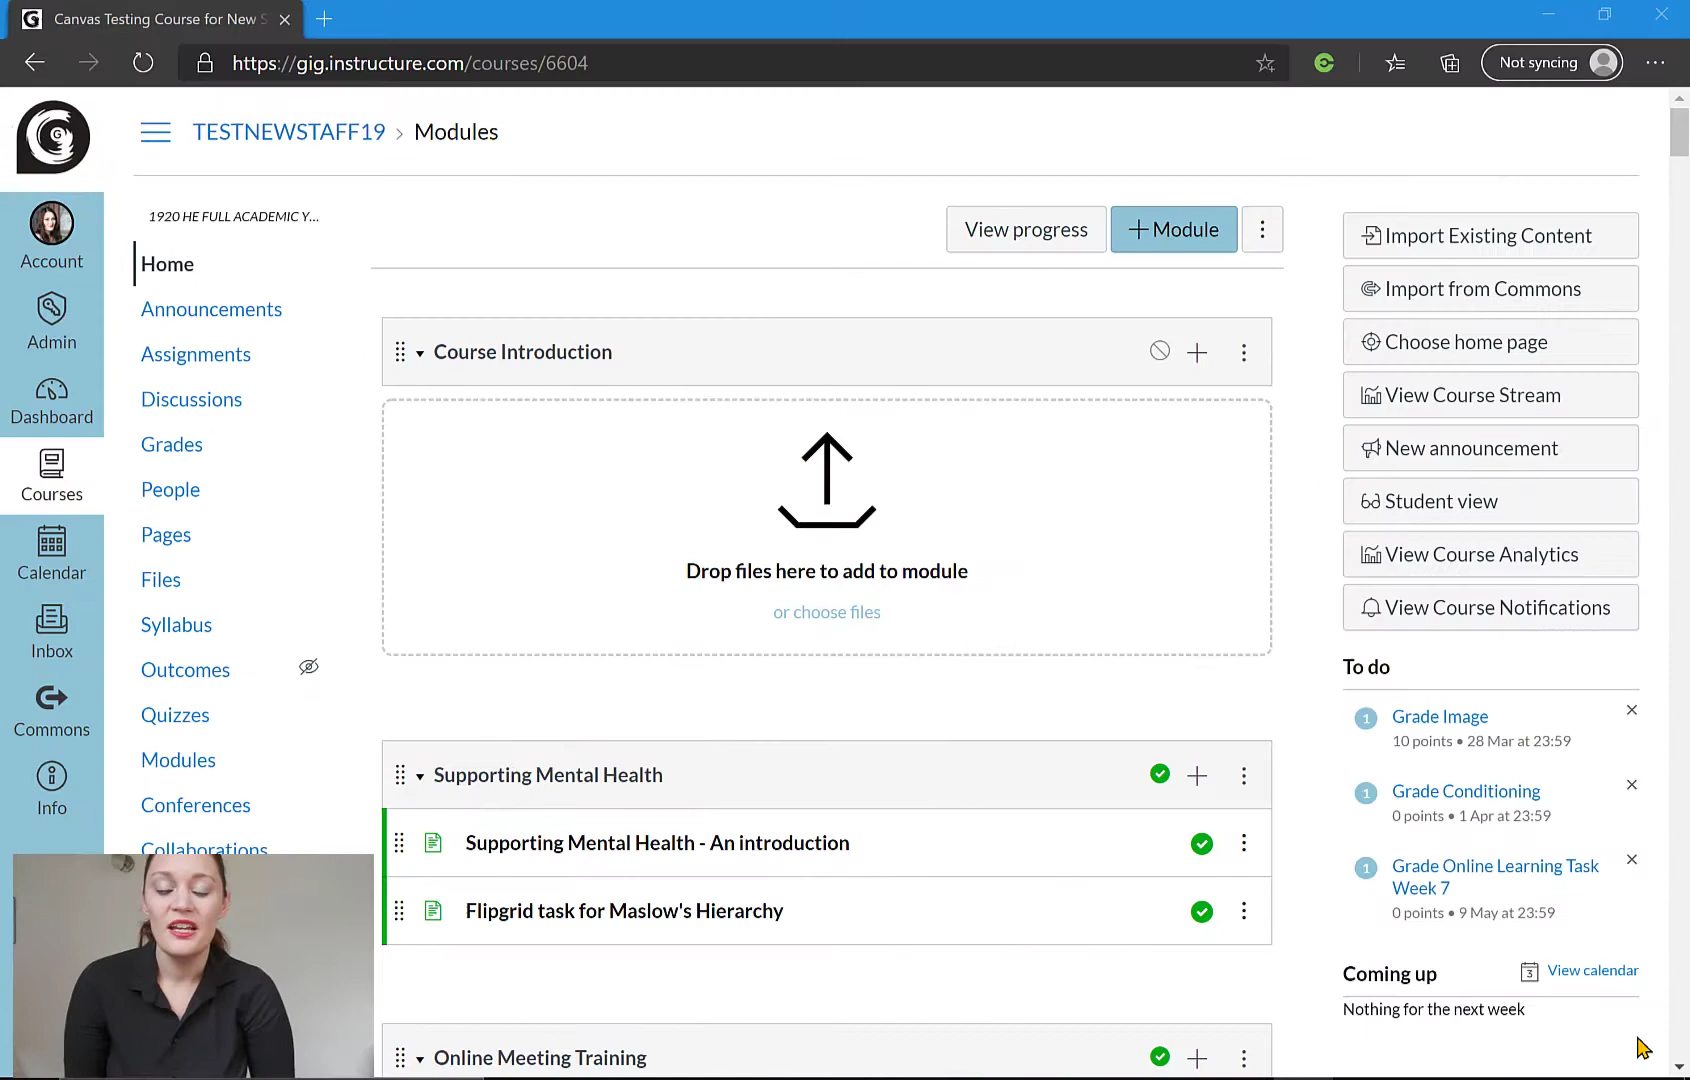 Canvas Testing Course for New S
https://gig.instructure.com/courses/6604
Not syncing
G
TESTNEWSTAFF19 > Modules
1920 HE FULL ACADEMIC Y...
Account
Admin
Dashboard
Courses
Calendar
Inbox
Commons
Info
Home
Announcements
Assignments
Discussions
Grades
People
Pages
Files
Syllabus
Outcomes
Quizzes
Modules
Conferences
Collaborations
View progress
+ Module
Course Introduction
Drop files here to add to module
or choose files
Supporting Mental Health
Supporting Mental Health - An introduction
Flipgrid task for Maslow's Hierarchy
Online Meeting Training
Import Existing Content
Import from Commons
Choose home page
View Course Stream
New announcement
Student view
View Course Analytics
View Course Notifications
To do
1 Grade Image
10 points • 28 Mar at 23:59
1 Grade Conditioning
0 points • 1 Apr at 23:59
1 Grade Online Learning Task
Week 7
0 points • 9 May at 23:59
Coming up
3 View calendar
Nothing for the next week